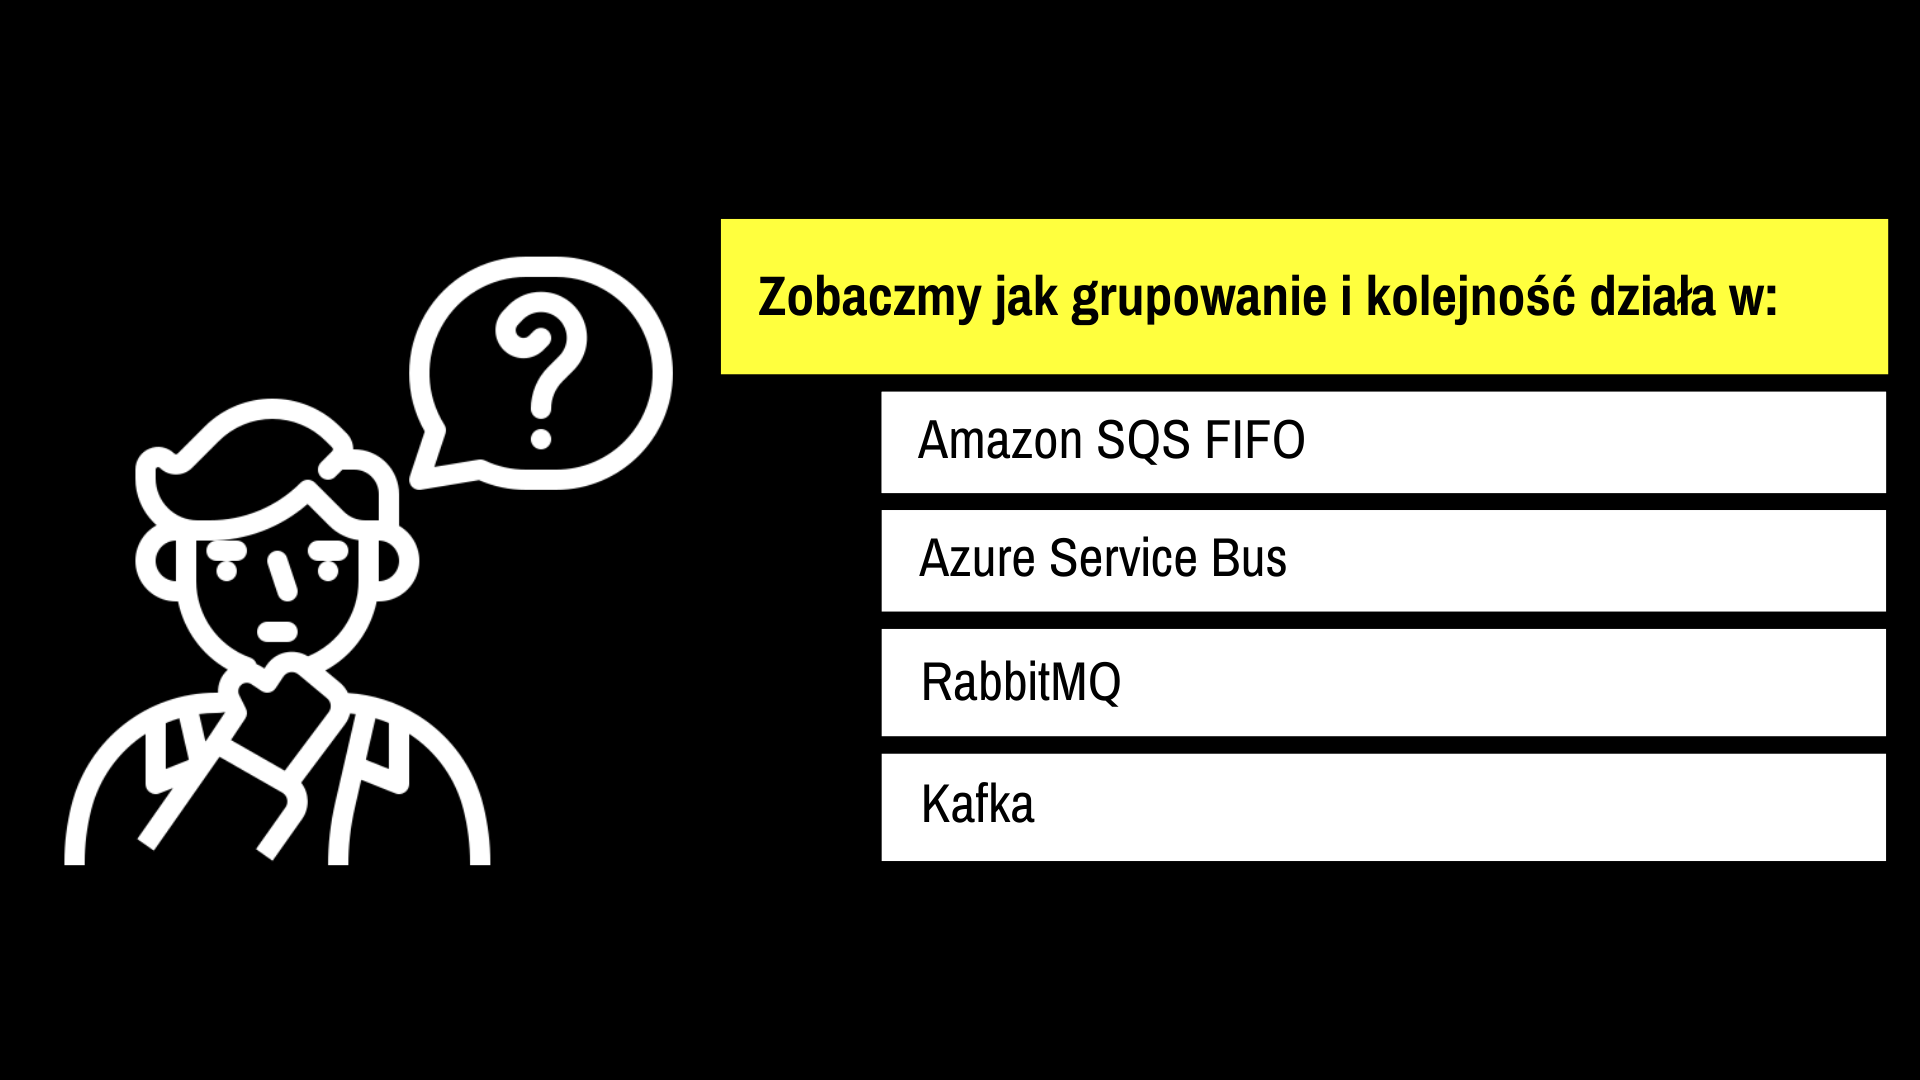 Zobaczmy jak grupowanie i kolejność działa w:
Amazon SQS FIFO
Azure Service Bus
RabbitMQ
Kafka